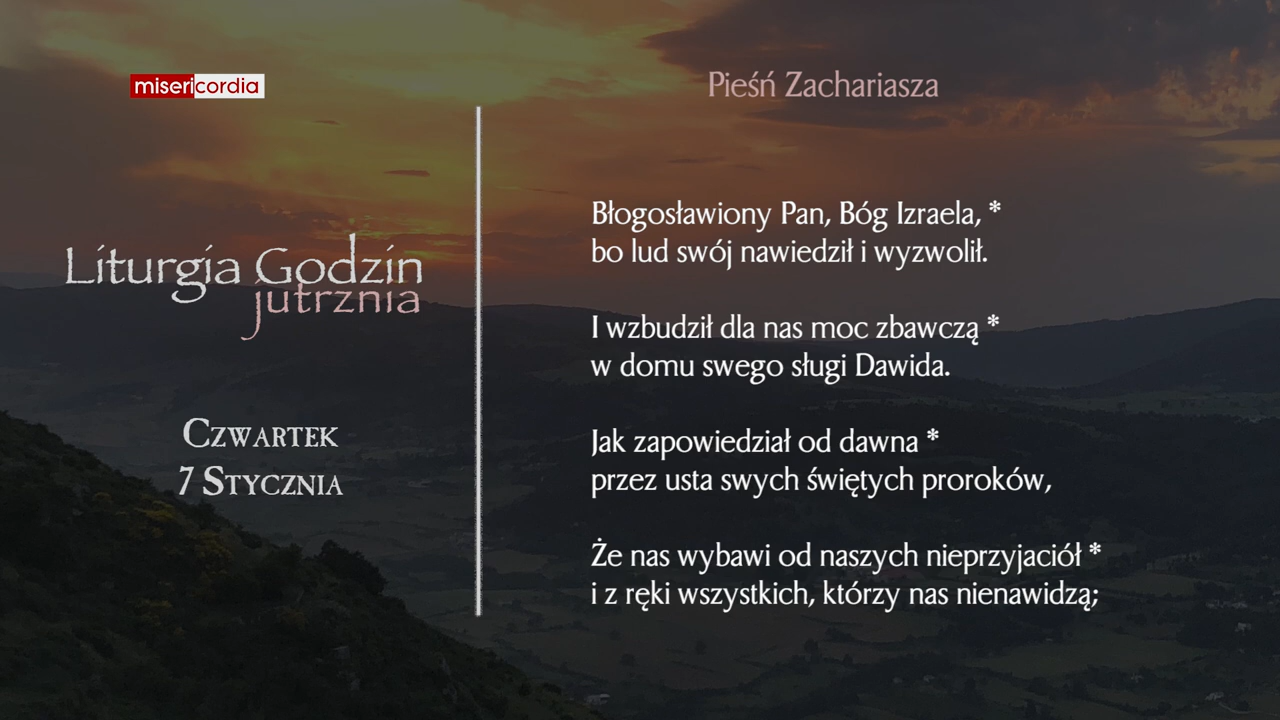 misericordia
Liturgia Godzin
jutrznia
Czwartek
7 Stycznia
Pieśń Zachariasza
Błogosławiony Pan, Bóg Izraela, *
bo lud swój nawiedził i wyzwolił.
I wzbudził dla nas moc zbawczą *
w domu swego sługi Dawida.
Jak zapowiedział od dawna *
przez usta swych świętych proroków,
Że nas wybawi od naszych nieprzyjaciół *
i z ręki wszystkich, którzy nas nienawidzą;